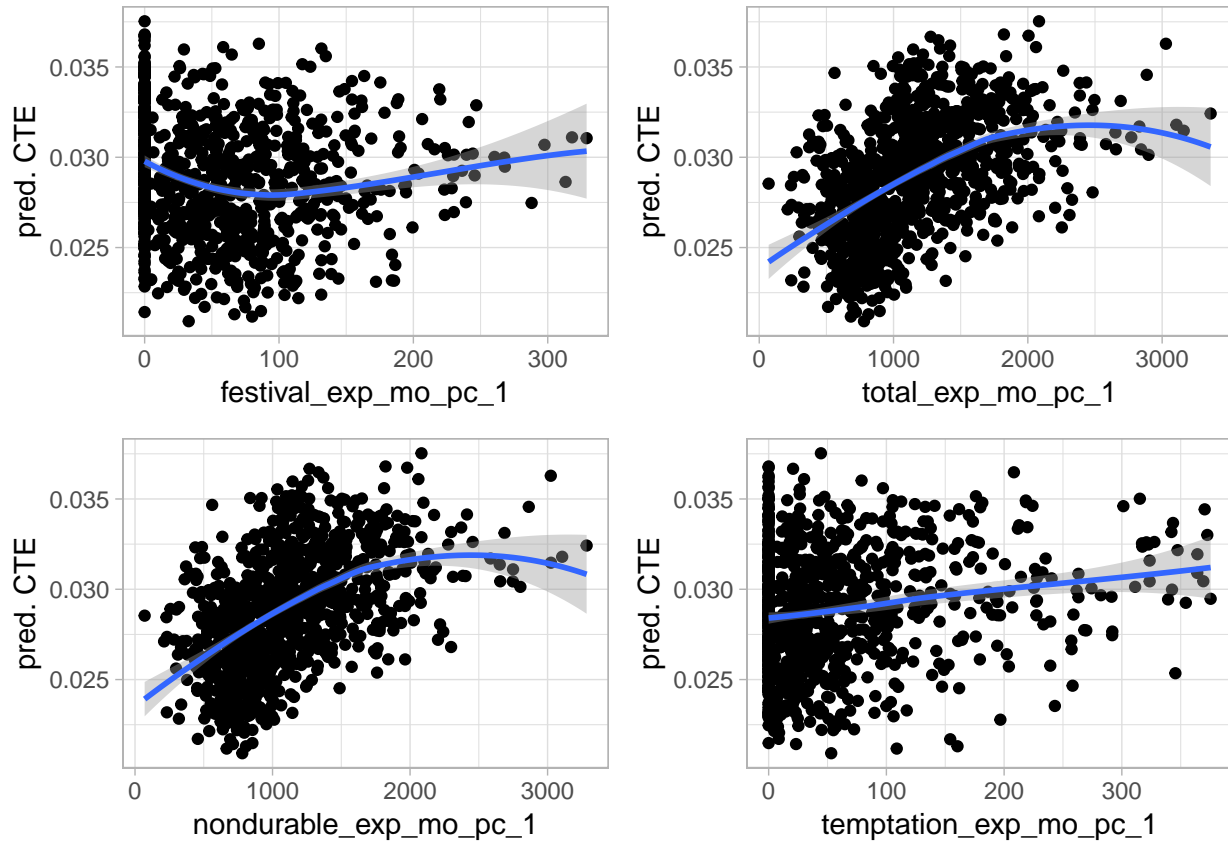 pred. CTE
0.035
0.030
0.025
0 100 200 300
festival_exp_mo_pc_1
pred. CTE
0.035
0.030
0.025
0 1000 2000 3000
total_exp_mo_pc_1
pred. CTE
0.035
0.030
0.025
0 1000 2000 3000
nondurable_exp_mo_pc_1
pred. CTE
0.035
0.030
0.025
0 100 200 300
temptation_exp_mo_pc_1